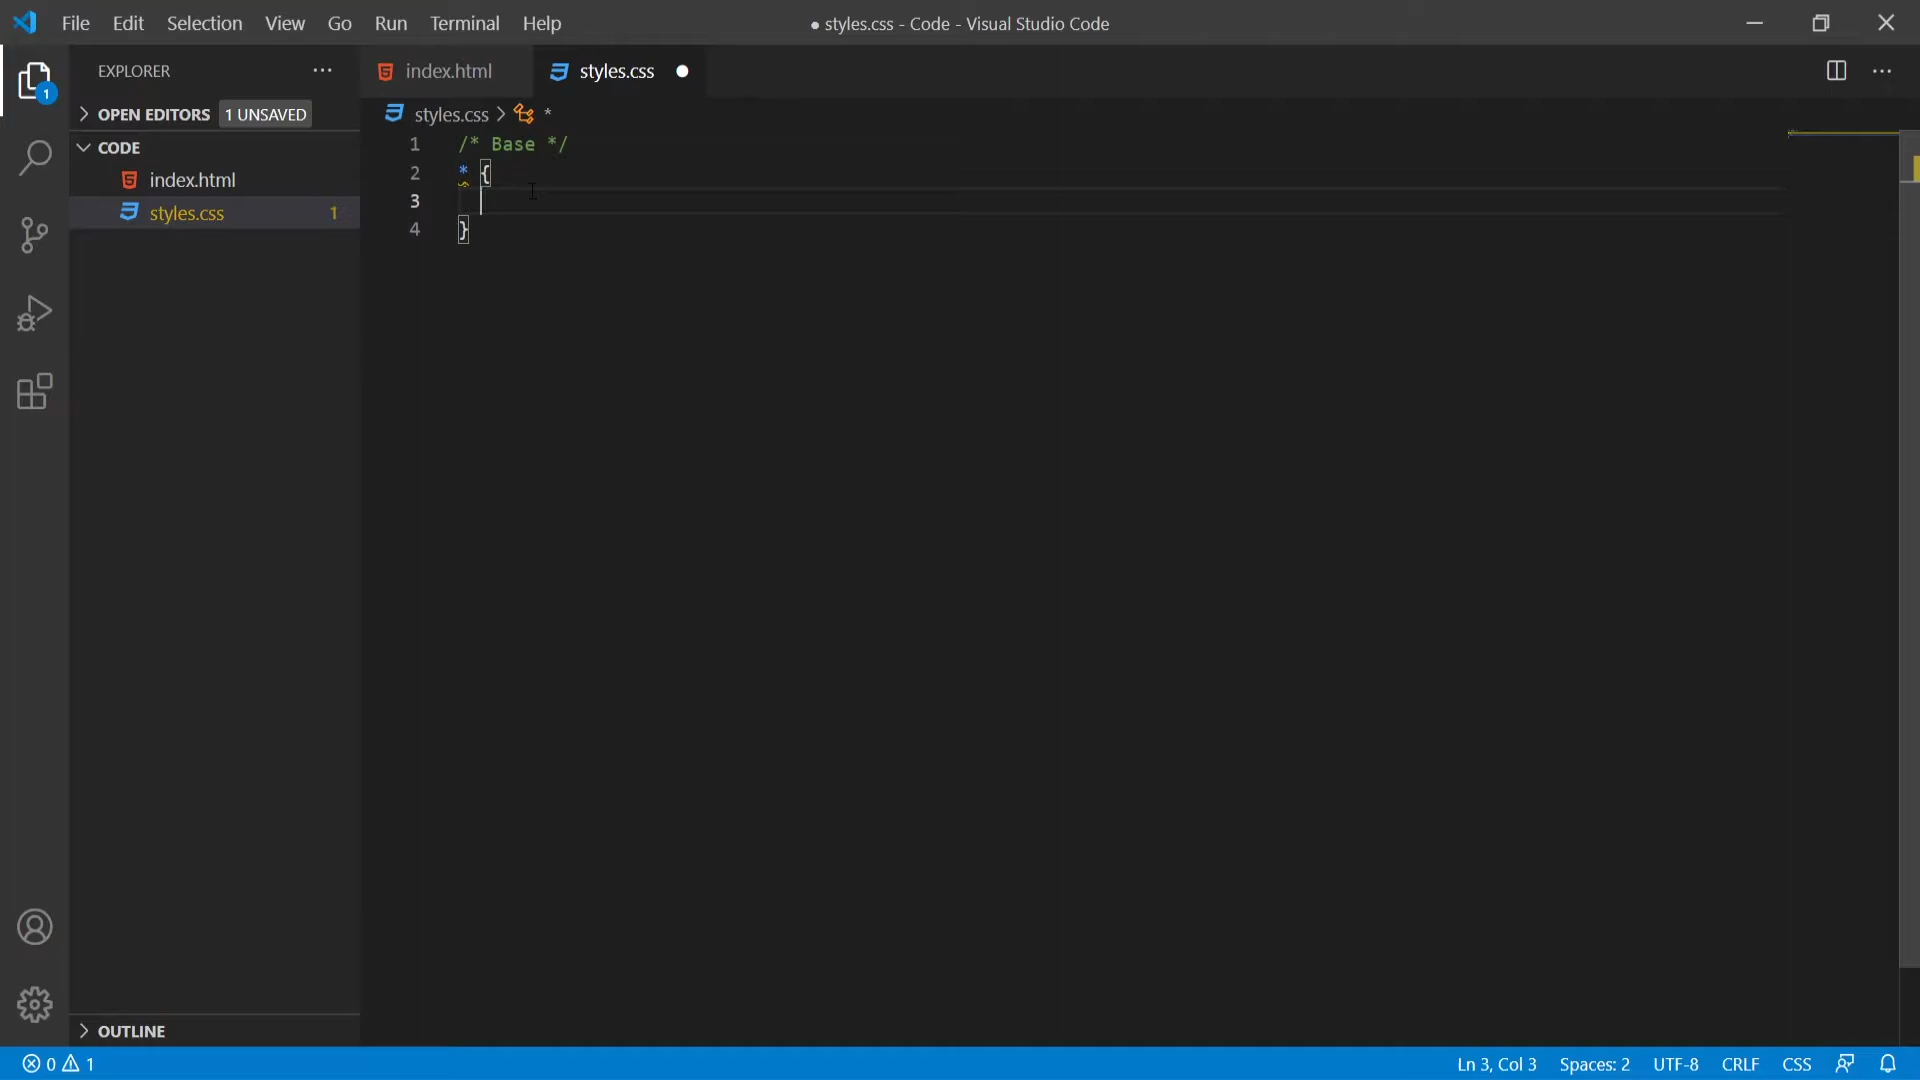 File Edit Selection View Go Run Terminal Help
● styles.css - Code - Visual Studio Code
EXPLORER
OPEN EDITORS 1 UNSAVED
CODE
index.html
styles.css 1
OUTLINE
1
index.html styles.css
styles.css > *
1 /* Base */
2 * {
3
4 }
0 1
Ln 3, Col 3 Spaces: 2 UTF-8 CRLF CSS